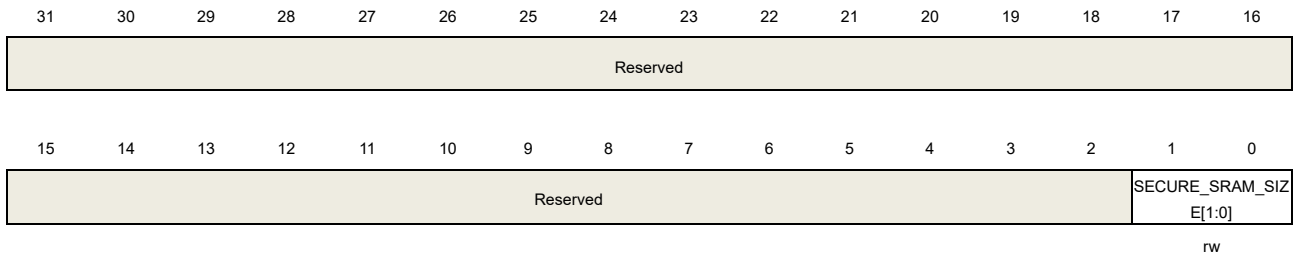 31 30 29 28 27 26 25 24 23 22 21 20 19 18 17 16
Reserved
15 14 13 12 11 10 9 8 7 6 5 4 3 2 1 0
Reserved
SECURE_SRAM_SIZ
E[1:0]
rw